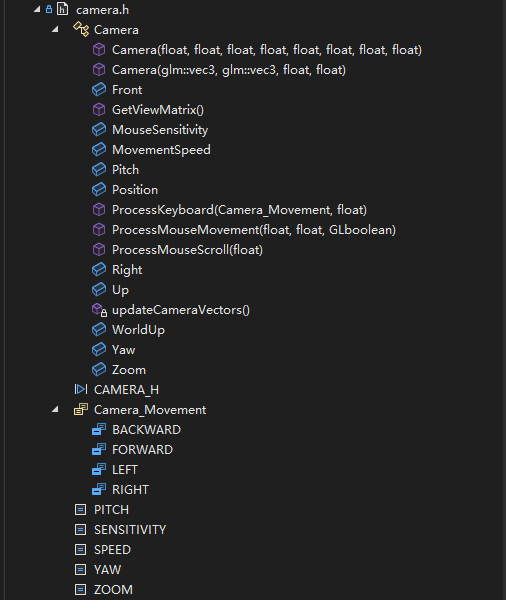 camera.h
Camera
Camera(float, float, float, float, float, float, float, float)
Camera(glm::vec3, glm::vec3, float, float)
Front
GetViewMatrix()
MouseSensitivity
MovementSpeed
Pitch
Position
ProcessKeyboard(Camera_Movement, float)
ProcessMouseMovement(float, float, GLboolean)
ProcessMouseScroll(float)
Right
Up
updateCameraVectors()
WorldUp
Yaw
Zoom
CAMERA_H
Camera_Movement
BACKWARD
FORWARD
LEFT
RIGHT
PITCH
SENSITIVITY
SPEED
YAW
ZOOM